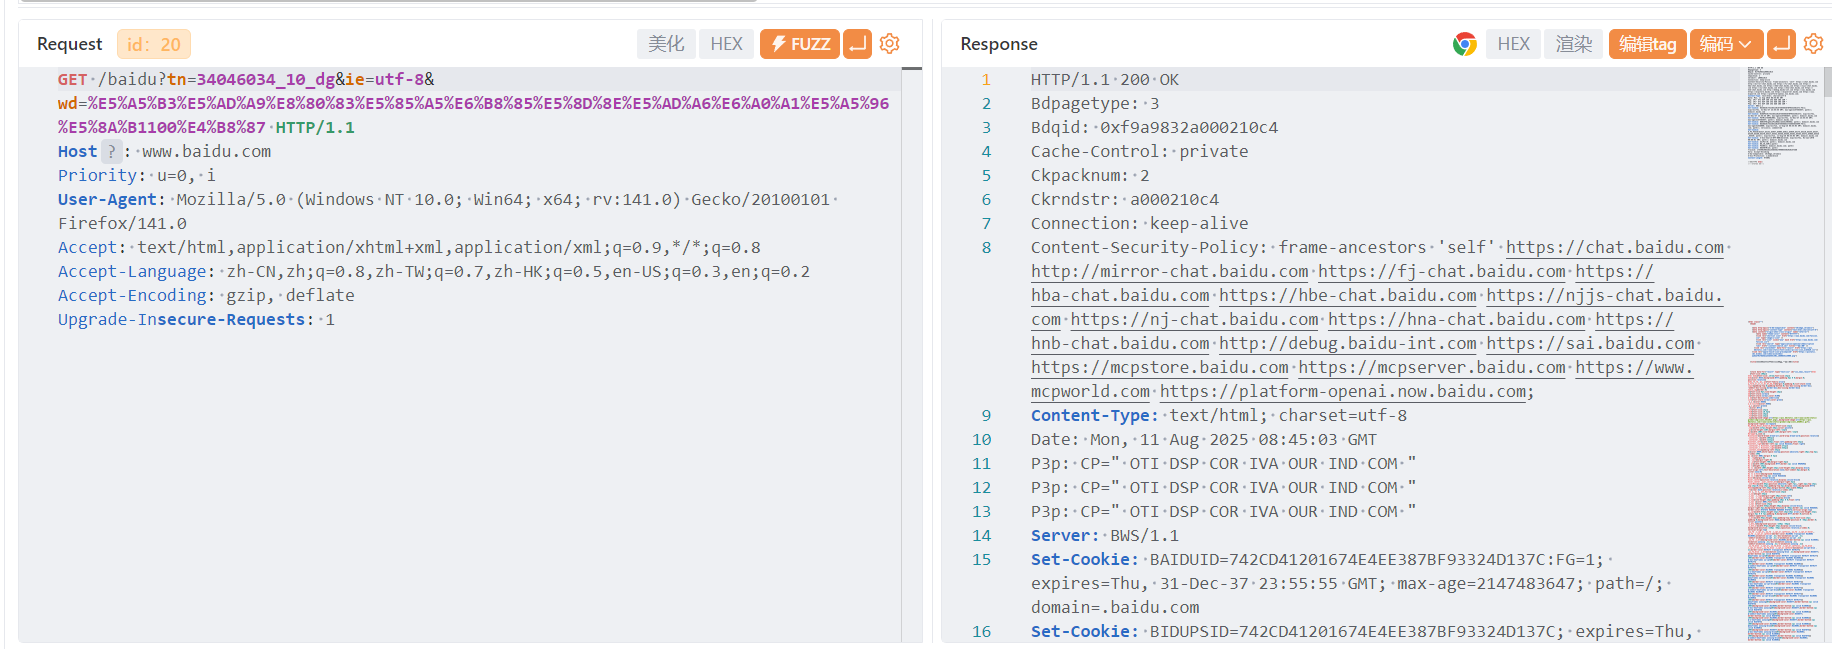 Request id: 20 美化 HEX FUZZ
GET /baidu?tn=34046034_10_dg&ie=utf-8&
wd=%E5%A5%B3%E5%AD%A9%E8%80%83%E5%85%A5%E6%B8%85%E5%8D%8E%E5%AD%A6%E6%A0%A1%E5%A5%96
%E5%8A%B1100%E4%B8%87 HTTP/1.1
Host ? : www.baidu.com
Priority: u=0, i
User-Agent: Mozilla/5.0 (Windows NT 10.0; Win64; x64; rv:141.0) Gecko/20100101
Firefox/141.0
Accept: text/html,application/xhtml+xml,application/xml;q=0.9,*/*;q=0.8
Accept-Language: zh-CN,zh;q=0.8,zh-TW;q=0.7,zh-HK;q=0.5,en-US;q=0.3,en;q=0.2
Accept-Encoding: gzip, deflate
Upgrade-Insecure-Requests: 1
Response HEX 渲染 编辑tag 编码
1 HTTP/1.1 200 OK
2 Bdpagetype: 3
3 Bdqid: 0xf9a9832a000210c4
4 Cache-Control: private
5 Ckpacknum: 2
6 Ckrndstr: a000210c4
7 Connection: keep-alive
8 Content-Security-Policy: frame-ancestors 'self' https://chat.baidu.com
http://mirror-chat.baidu.com https://fj-chat.baidu.com https://
hba-chat.baidu.com https://hbe-chat.baidu.com https://njjs-chat.baidu.
com https://nj-chat.baidu.com https://hna-chat.baidu.com https://
hnb-chat.baidu.com http://debug.baidu-int.com https://sai.baidu.com
https://mcpstore.baidu.com https://mcpserver.baidu.com https://www.
mcpworld.com https://platform-openai.now.baidu.com;
9 Content-Type: text/html; charset=utf-8
10 Date: Mon, 11 Aug 2025 08:45:03 GMT
11 P3p: CP=" OTI DSP COR IVA OUR IND COM "
12 P3p: CP=" OTI DSP COR IVA OUR IND COM "
13 P3p: CP=" OTI DSP COR IVA OUR IND COM "
14 Server: BWS/1.1
15 Set-Cookie: BAIDUID=742CD41201674E4EE387BF93324D137C:FG=1;
expires=Thu, 31-Dec-37 23:55:55 GMT; max-age=2147483647; path=/;
domain=.baidu.com
16 Set-Cookie: BIDUPSID=742CD41201674E4EE387BF93324D137C; expires=Thu,